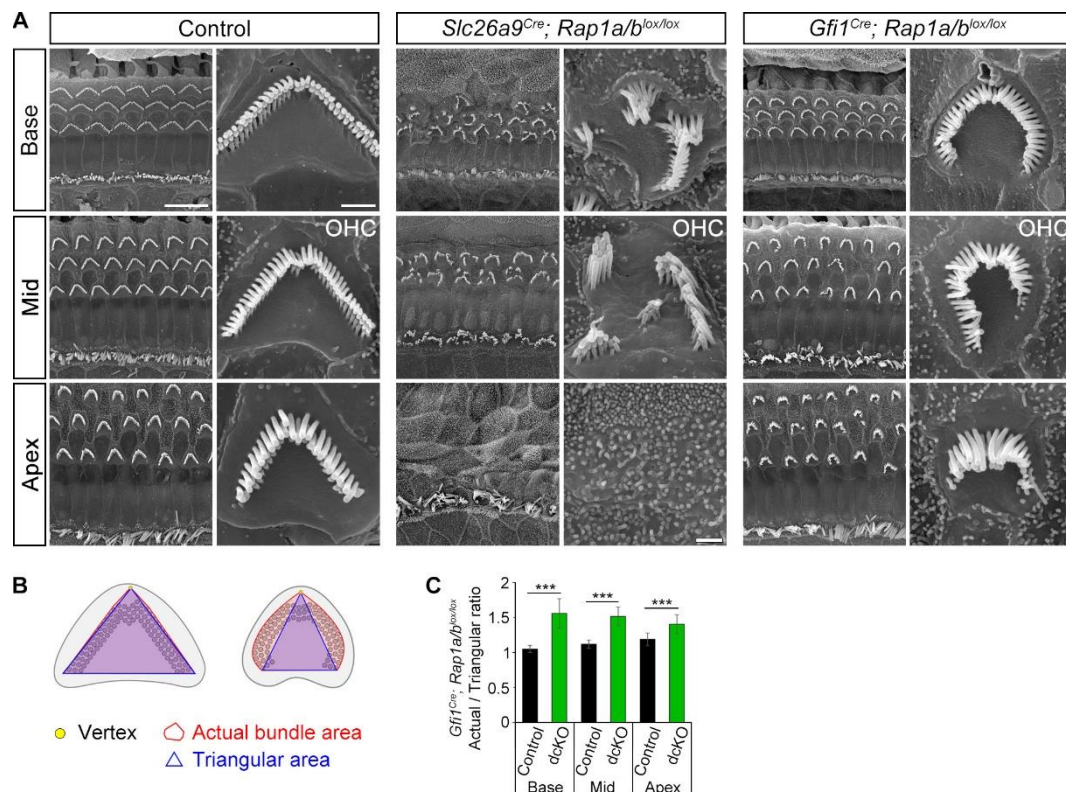 A
Control
Slc26a9Cre; Rap1a/blox/lox
Gfi1Cre; Rap1a/blox/lox
Base
Mid
OHC
OHC
OHC
Apex
B
Vertex
Actual bundle area
Triangular area
C
Gfi1Cre; Rap1a/blox/lox
Actual / Triangular ratio
2
1.5
1
0.5
0
***
***
***
Control
dcKO
Control
dcKO
Control
dcKO
Base
Mid
Apex